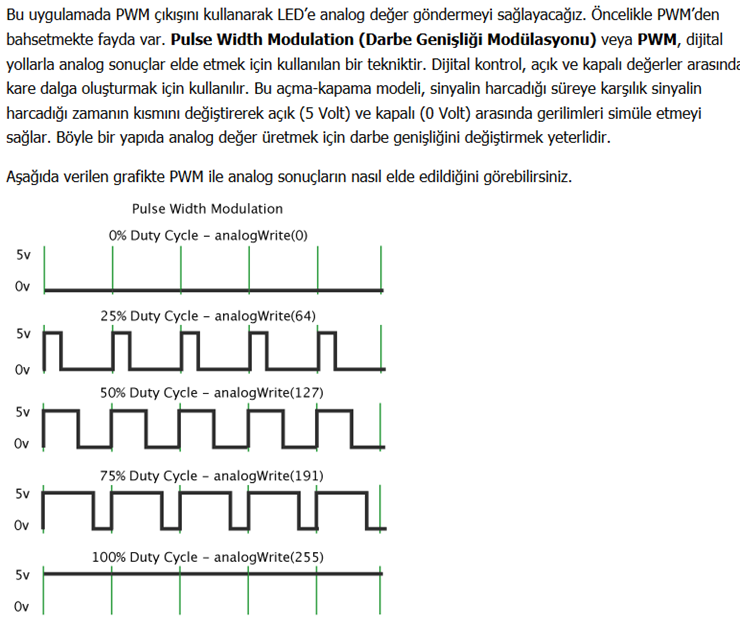 Bu uygulamada PWM çıkışını kullanarak LED’e analog değer göndermeyi sağlayacağız. Öncelikle PWM’den
bahsetmekte fayda var. Pulse Width Modulation (Darbe Genişliği Modülasyonu) veya PWM, dijital
yollarla analog sonuçlar elde etmek için kullanılan bir tekniktir. Dijital kontrol, açık ve kapalı değerler arasında
kare dalga oluşturmak için kullanılır. Bu açma-kapama modeli, sinyalin harcadığı süreye karşılık sinyalin
harcadığı zamanın kısmını değiştirerek açık (5 Volt) ve kapalı (0 Volt) arasında gerilimleri simüle etmeyi
sağlar. Böyle bir yapıda analog değer üretmek için darbe genişliğini değiştirmek yeterlidir.
Aşağıda verilen grafikte PWM ile analog sonuçların nasıl elde edildiğini görebilirsiniz.
Pulse Width Modulation
0% Duty Cycle – analogWrite(0)
5v
0v
25% Duty Cycle – analogWrite(64)
5v
0v
50% Duty Cycle – analogWrite(127)
5v
0v
75% Duty Cycle – analogWrite(191)
5v
0v
100% Duty Cycle – analogWrite(255)
5v
0v